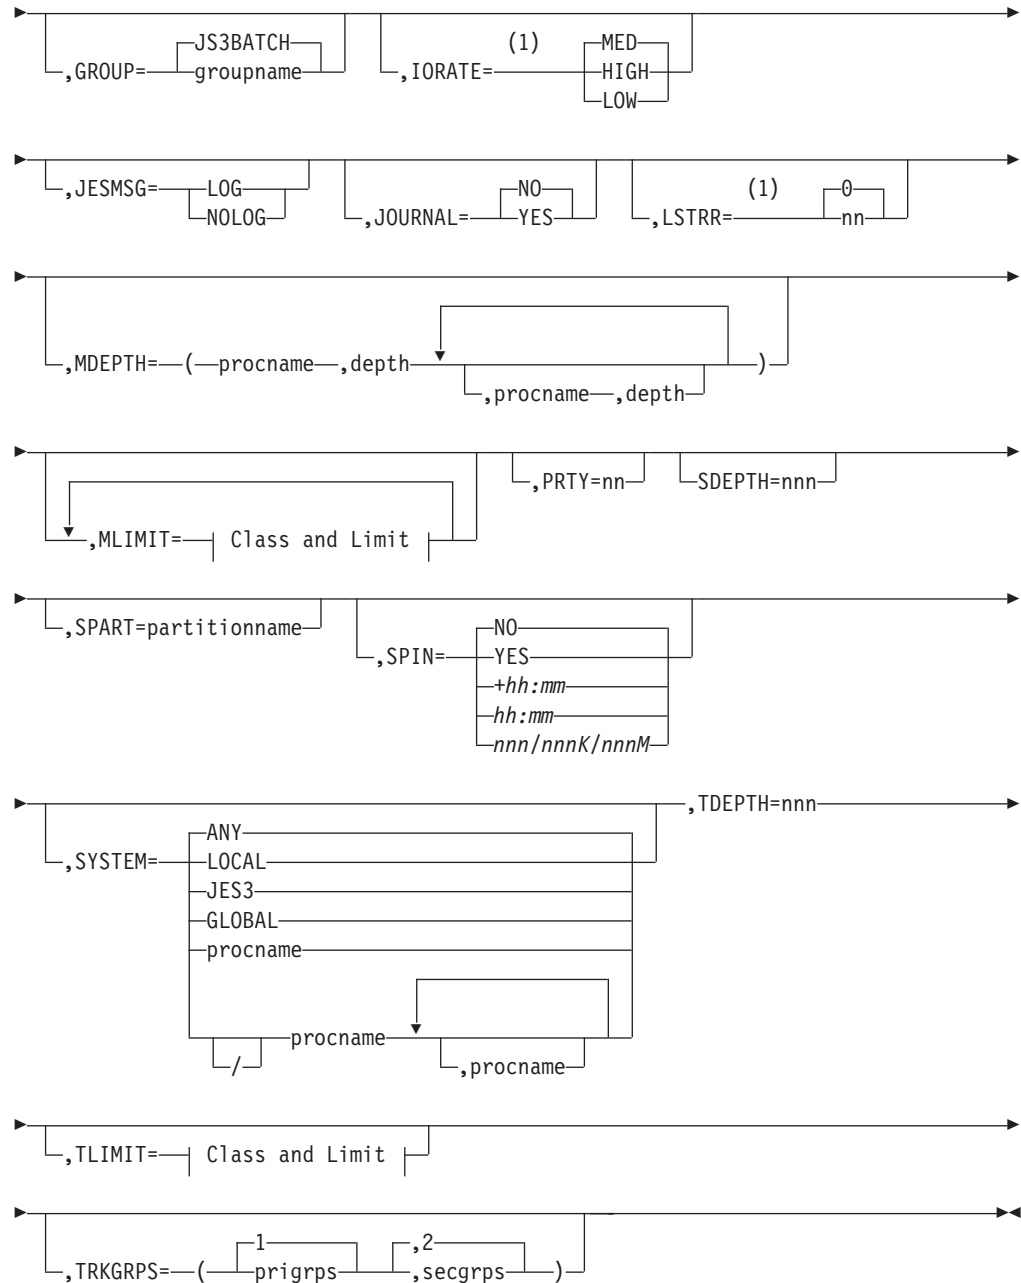 (1)
JS3BATCH MED
,GROUP= groupname ,IORATE= HIGH
LOW
,JESMSG= LOG ,JOURNAL= NO (1) 0
NOLOG YES ,LSTRR= nn
,MDEPTH= ( procname ,depth )
,procname ,depth
,PRTY=nn SDEPTH=nnn
,MLIMIT= Class and Limit
,SPART=partitionname NO
,SPIN= YES
+hh:mm
hh:mm
nnn/nnnK/nnnM
,TDEPTH=nnn
ANY
,SYSTEM= LOCAL
JES3
GLOBAL
procname
procname
/ ,procname
,TLIMIT= Class and Limit
1 ,2
,TRKGRPS= ( prigrps ,secgrps )